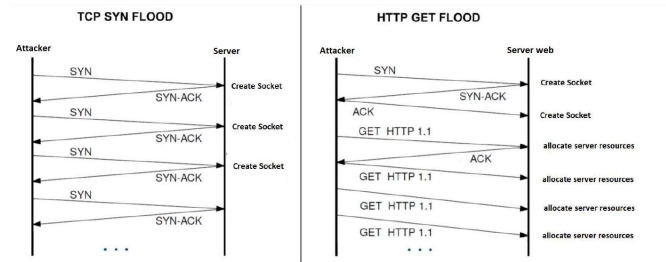 TCP SYN FLOOD
Attacker
Server
SYN
Create Socket
SYN-ACK
SYN
Create Socket
SYN-ACK
SYN
Create Socket
SYN-ACK
SYN
SYN-ACK
...
HTTP GET FLOOD
Attacker
Server web
SYN
Create Socket
SYN-ACK
ACK
Create Socket
GET HTTP 1.1
allocate server resources
ACK
GET HTTP 1.1
allocate server resources
GET HTTP 1.1
allocate server resources
GET HTTP 1.1
allocate server resources
...